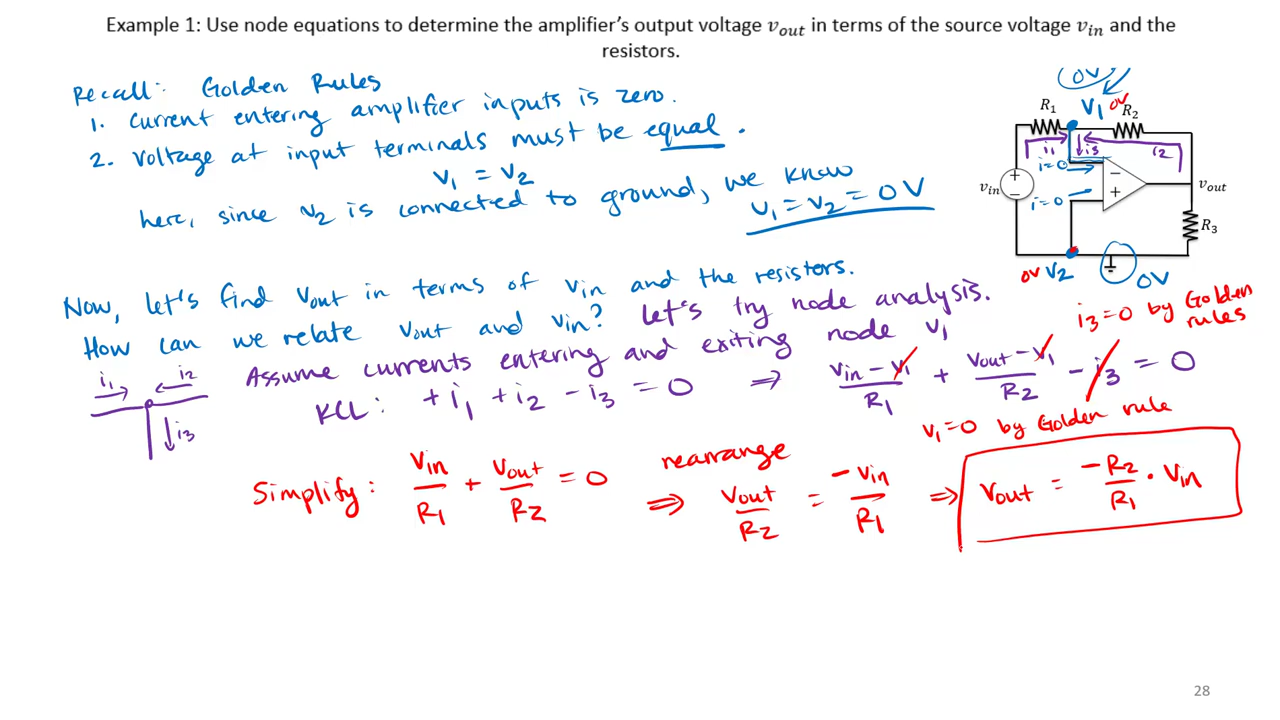 Example 1: Use node equations to determine the amplifier's output voltage v_out in terms of the source voltage v_in and the
resistors.
Recall: Golden Rules
1. Current entering amplifier inputs is zero.
2. Voltage at input terminals must be equal.
V1 = V2
here, since V2 is connected to ground, we know
V1 = V2 = 0V
0V
R1
V1
0V
R2
i1
i3
i2
i=0
−
+
v_in
+
−
i=0
v_out
R3
0V V2
0V
Now, let's find Vout in terms of Vin and the resistors.
How can we relate Vout and Vin? Let's try node analysis.
i3=0 by Golden
rules
Assume currents entering and exiting node V1
i1
i2
i3
KCL: +i1 +i2 −i3 = 0 ⇒ (Vin − V1)/R1 + (Vout − V1)/R2 − i3 = 0
V1=0 by Golden rule
Simplify: Vin/R1 + Vout/R2 = 0
rearrange
⇒ Vout/R2 = −Vin/R1 ⇒ Vout = −R2/R1 · Vin
28